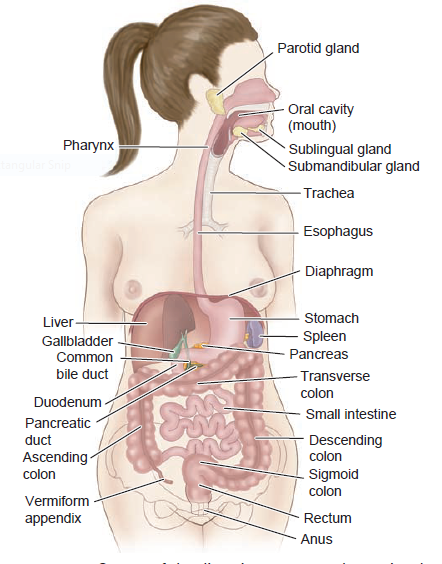 Parotid gland
Oral cavity
(mouth)
Pharynx
Sublingual gland
Submandibular gland
Trachea
Esophagus
Diaphragm
Liver
Stomach
Gallbladder
Spleen
Common
bile duct
Pancreas
Transverse
colon
Duodenum
Small intestine
Pancreatic
duct
Descending
colon
Ascending
colon
Sigmoid
colon
Vermiform
appendix
Rectum
Anus